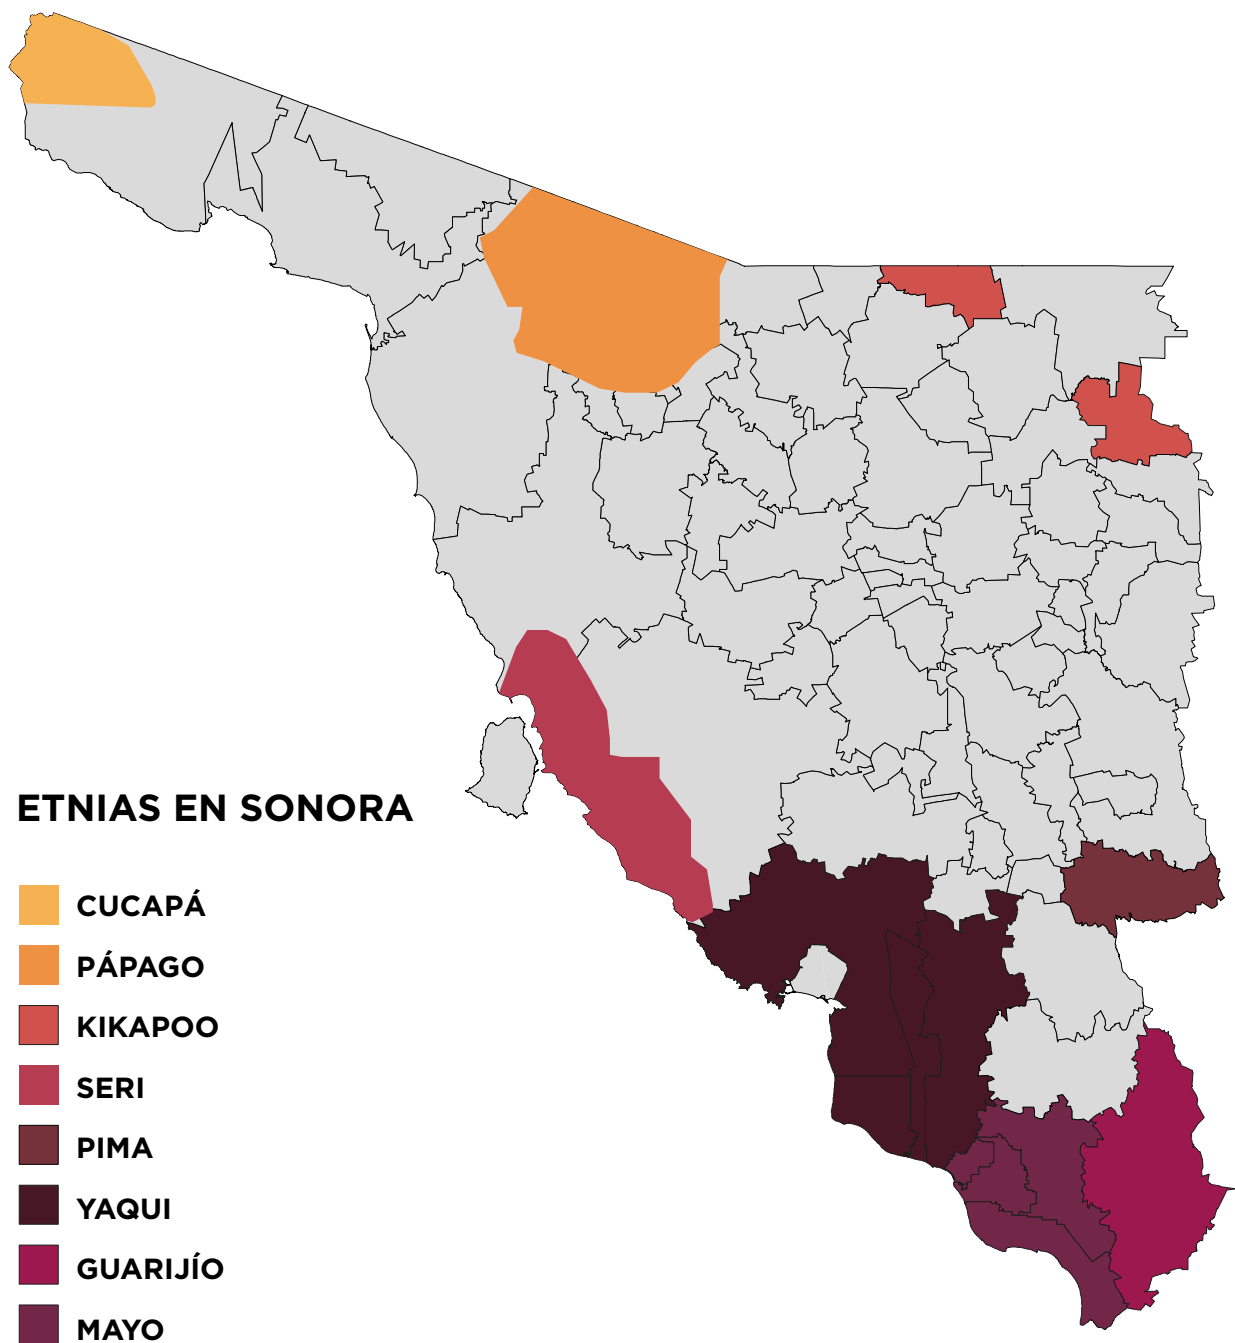 ETNIAS EN SONORA
CUCAPÁ
PÁPAGO
KIKAPOO
SERI
PIMA
YAQUI
GUARIJÍO
MAYO